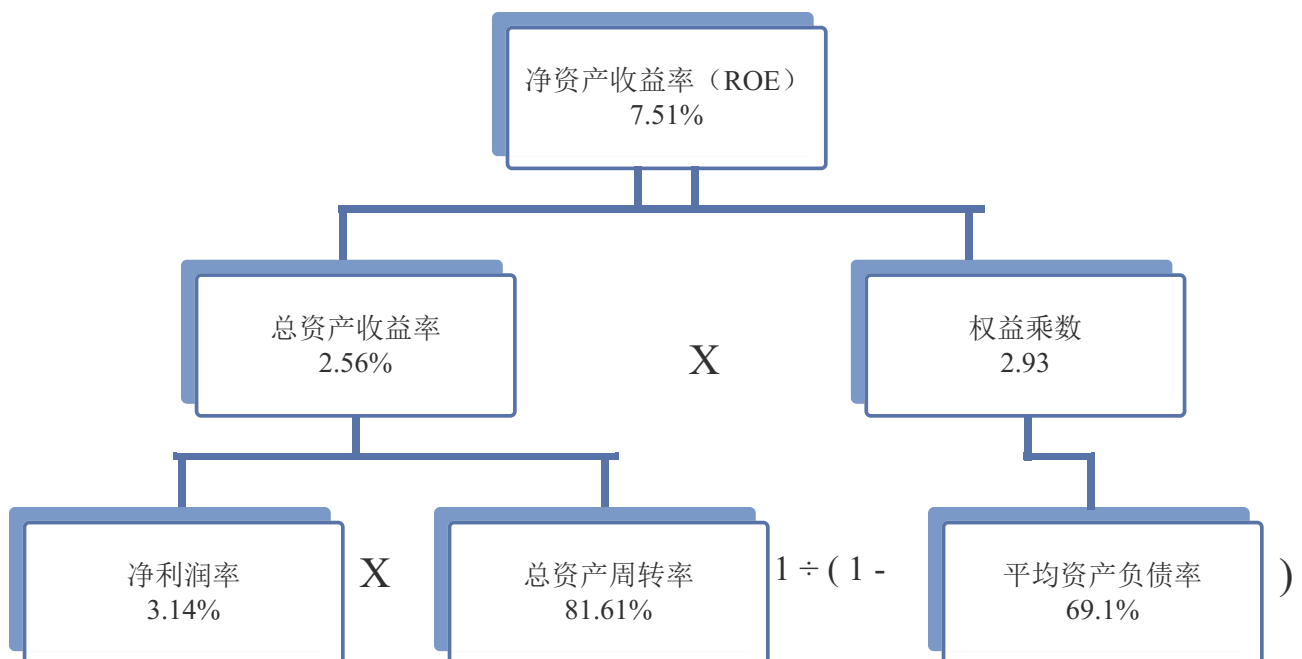 净资产收益率（ROE）
7.51%
总资产收益率
2.56%
X
权益乘数
2.93
净利润率
3.14%
X
总资产周转率
81.61%
1 ÷ ( 1 -
平均资产负债率
69.1%
)